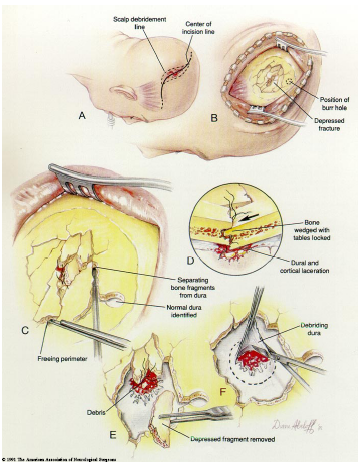 Scalp debridement
line
Center of
incision line
A
B
Position of
burr hole
Depressed
fracture
D
Bone
wedged with
tables locked
Dural and
cortical laceration
Separating
bone fragments
from dura
Normal dura
identified
C
Freeing perimeter
Debriding
dura
F
Debris
E
Depressed fragment removed
© 1991 The American Association of Neurological Surgeons